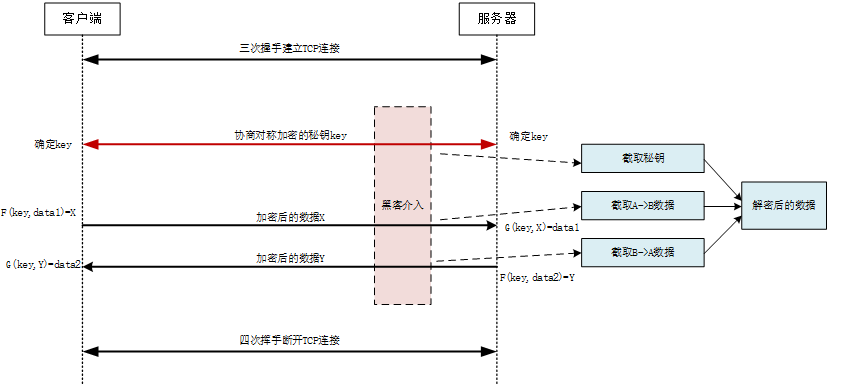 客户端
服务器
三次握手建立TCP连接
确定key
协商对称加密的秘钥key
确定key
截取秘钥
F(key,data1)=X
加密后的数据X
黑客介入
G(key,X)=data1
截取A->B数据
解密后的数据
G(key,Y)=data2
加密后的数据Y
F(key,data2)=Y
截取B->A数据
四次挥手断开TCP连接